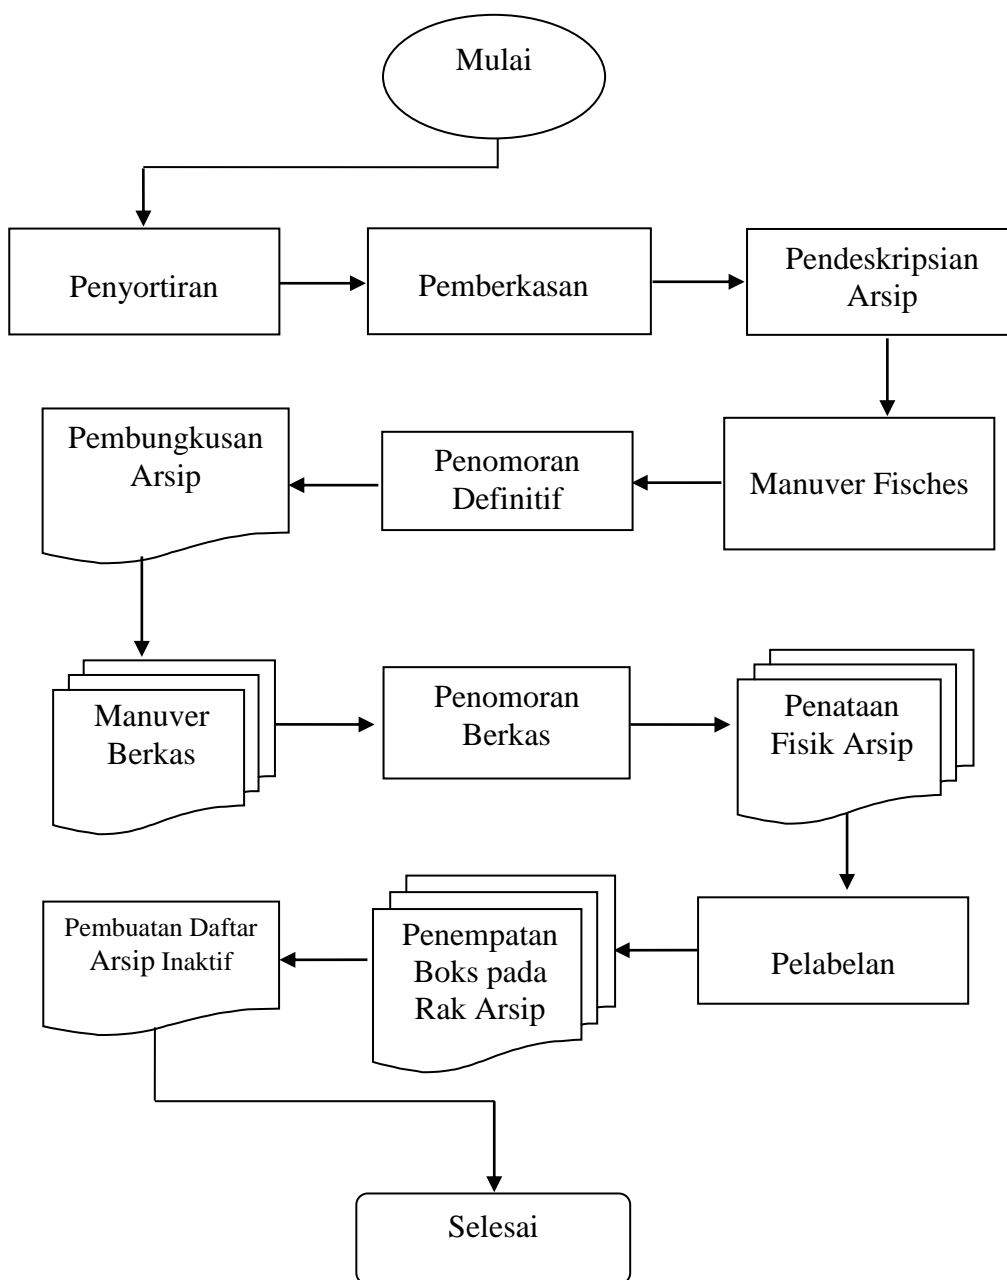 Mulai
Penyortiran
Pemberkasan
Pendeskripsian
Arsip
Manuver Fisches
Penomoran
Definitif
Pembungkusan
Arsip
Manuver
Berkas
Penomoran
Berkas
Penataan
Fisik Arsip
Pelabelan
Penempatan
Boks pada
Rak Arsip
Pembuatan Daftar
Arsip Inaktif
Selesai